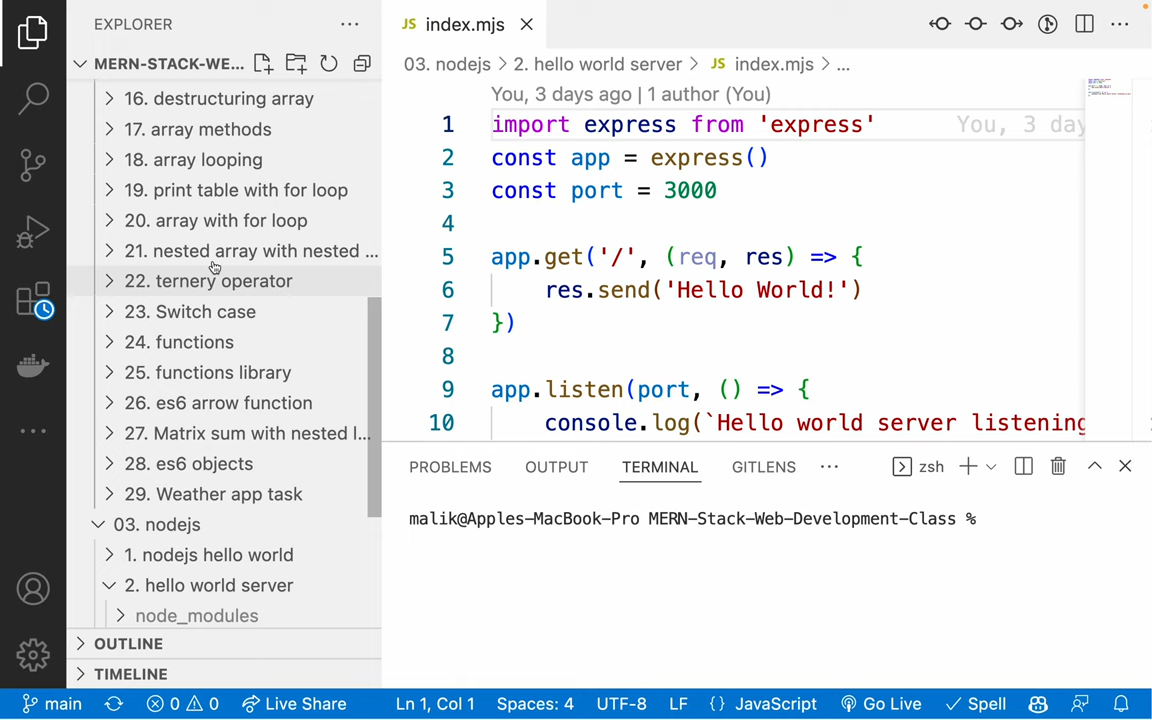 EXPLORER
MERN-STACK-WE...
16. destructuring array
17. array methods
18. array looping
19. print table with for loop
20. array with for loop
21. nested array with nested ...
22. ternery operator
23. Switch case
24. functions
25. functions library
26. es6 arrow function
27. Matrix sum with nested l...
28. es6 objects
29. Weather app task
03. nodejs
1. nodejs hello world
2. hello world server
node_modules
OUTLINE
TIMELINE
JS index.mjs
03. nodejs > 2. hello world server > JS index.mjs > ...
You, 3 days ago | 1 author (You)
1 import express from 'express' You, 3 day
2 const app = express()
3 const port = 3000
4
5 app.get('/', (req, res) => {
6 res.send('Hello World!')
7 })
8
9 app.listen(port, () => {
10 console.log(`Hello world server listening
PROBLEMS OUTPUT TERMINAL GITLENS ... zsh
malik@Apples-MacBook-Pro MERN-Stack-Web-Development-Class %
main 0 0 Live Share Ln 1, Col 1 Spaces: 4 UTF-8 LF {} JavaScript Go Live Spell